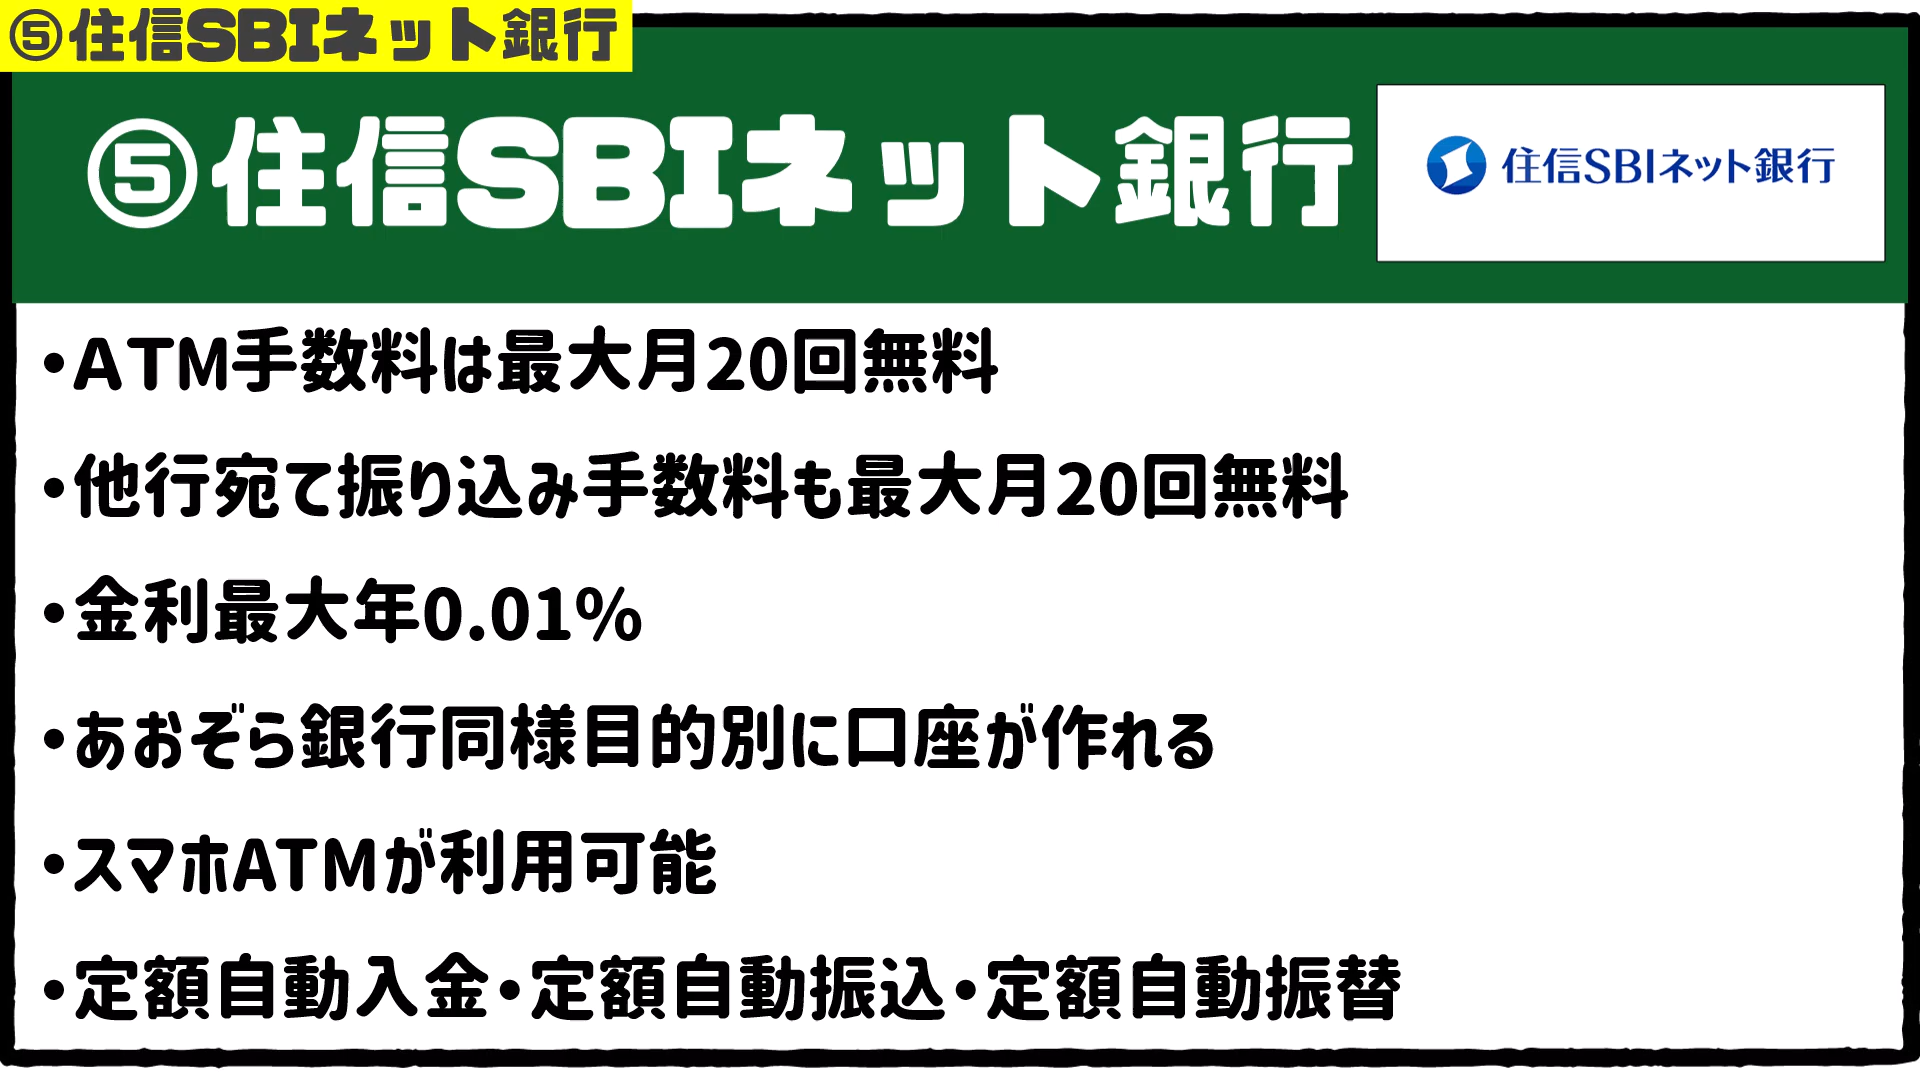 ⑤住信SBIネット銀行
⑤住信SBIネット銀行
住信SBIネット銀行
・ATM手数料は最大月20回無料
・他行宛て振り込み手数料も最大月20回無料
・金利最大年0.01%
・あおぞら銀行同様目的別に口座が作れる
・スマホATMが利用可能
・定額自動入金・定額自動振込・定額自動振替